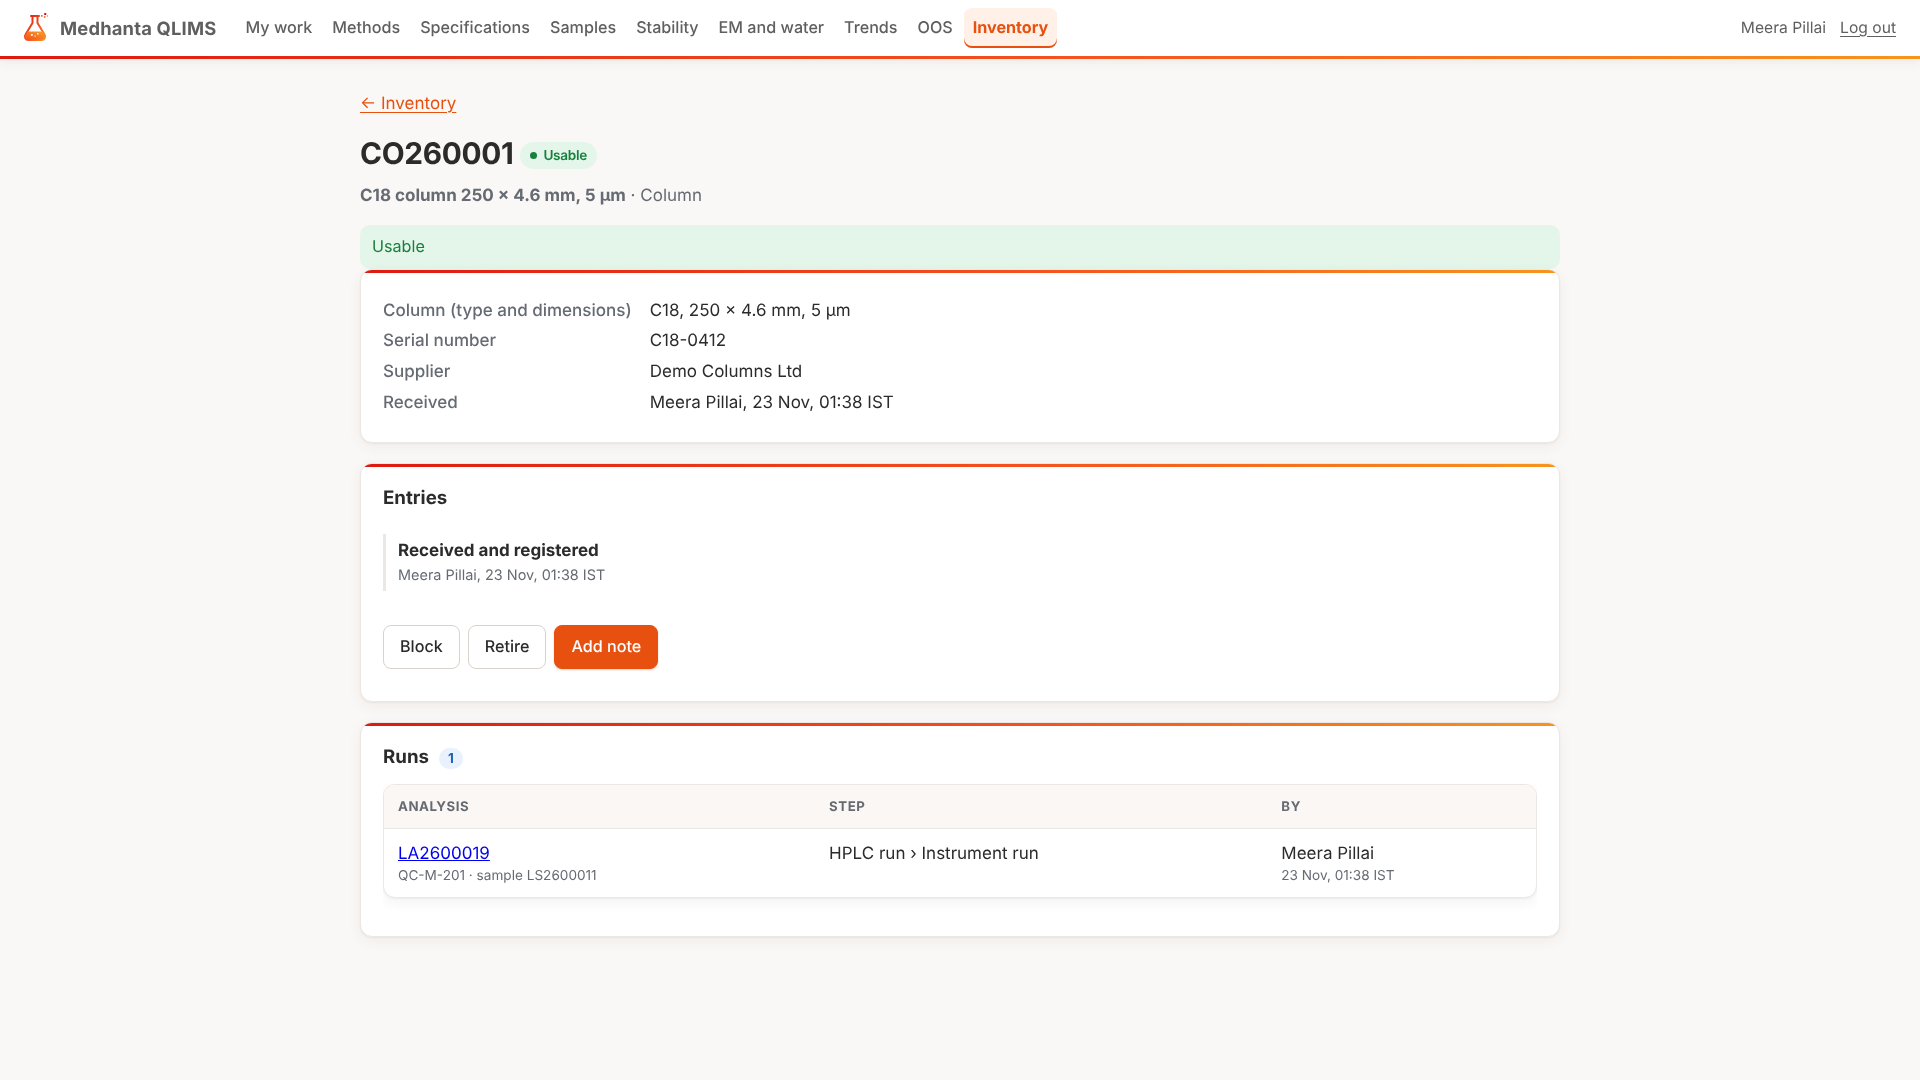 Medhanta QLIMS My work Methods Specifications Samples Stability EM and water Trends OOS Inventory Meera Pillai Log out
← Inventory
CO260001 Usable
C18 column 250 × 4.6 mm, 5 µm · Column
Usable
Column (type and dimensions) C18, 250 × 4.6 mm, 5 µm
Serial number C18-0412
Supplier Demo Columns Ltd
Received Meera Pillai, 23 Nov, 01:38 IST
Entries
Received and registered
Meera Pillai, 23 Nov, 01:38 IST
Block Retire Add note
Runs 1
ANALYSIS STEP BY
LA2600019 HPLC run › Instrument run Meera Pillai
QC-M-201 · sample LS2600011 23 Nov, 01:38 IST